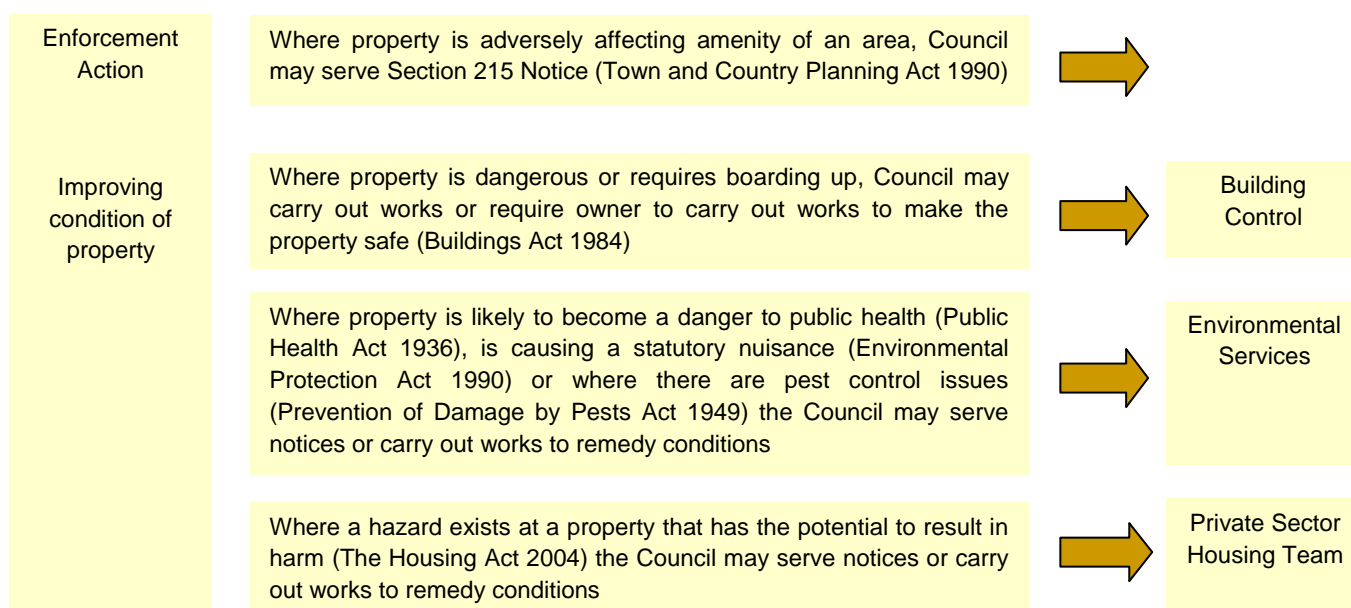 Enforcement
Action
Where property is adversely affecting amenity of an area, Council
may serve Section 215 Notice (Town and Country Planning Act 1990)
Improving
condition of
property
Where property is dangerous or requires boarding up, Council may
carry out works or require owner to carry out works to make the
property safe (Buildings Act 1984)
Building
Control
Where property is likely to become a danger to public health (Public
Health Act 1936), is causing a statutory nuisance (Environmental
Protection Act 1990) or where there are pest control issues
(Prevention of Damage by Pests Act 1949) the Council may serve
notices or carry out works to remedy conditions
Environmental
Services
Where a hazard exists at a property that has the potential to result in
harm (The Housing Act 2004) the Council may serve notices or carry
out works to remedy conditions
Private Sector
Housing Team